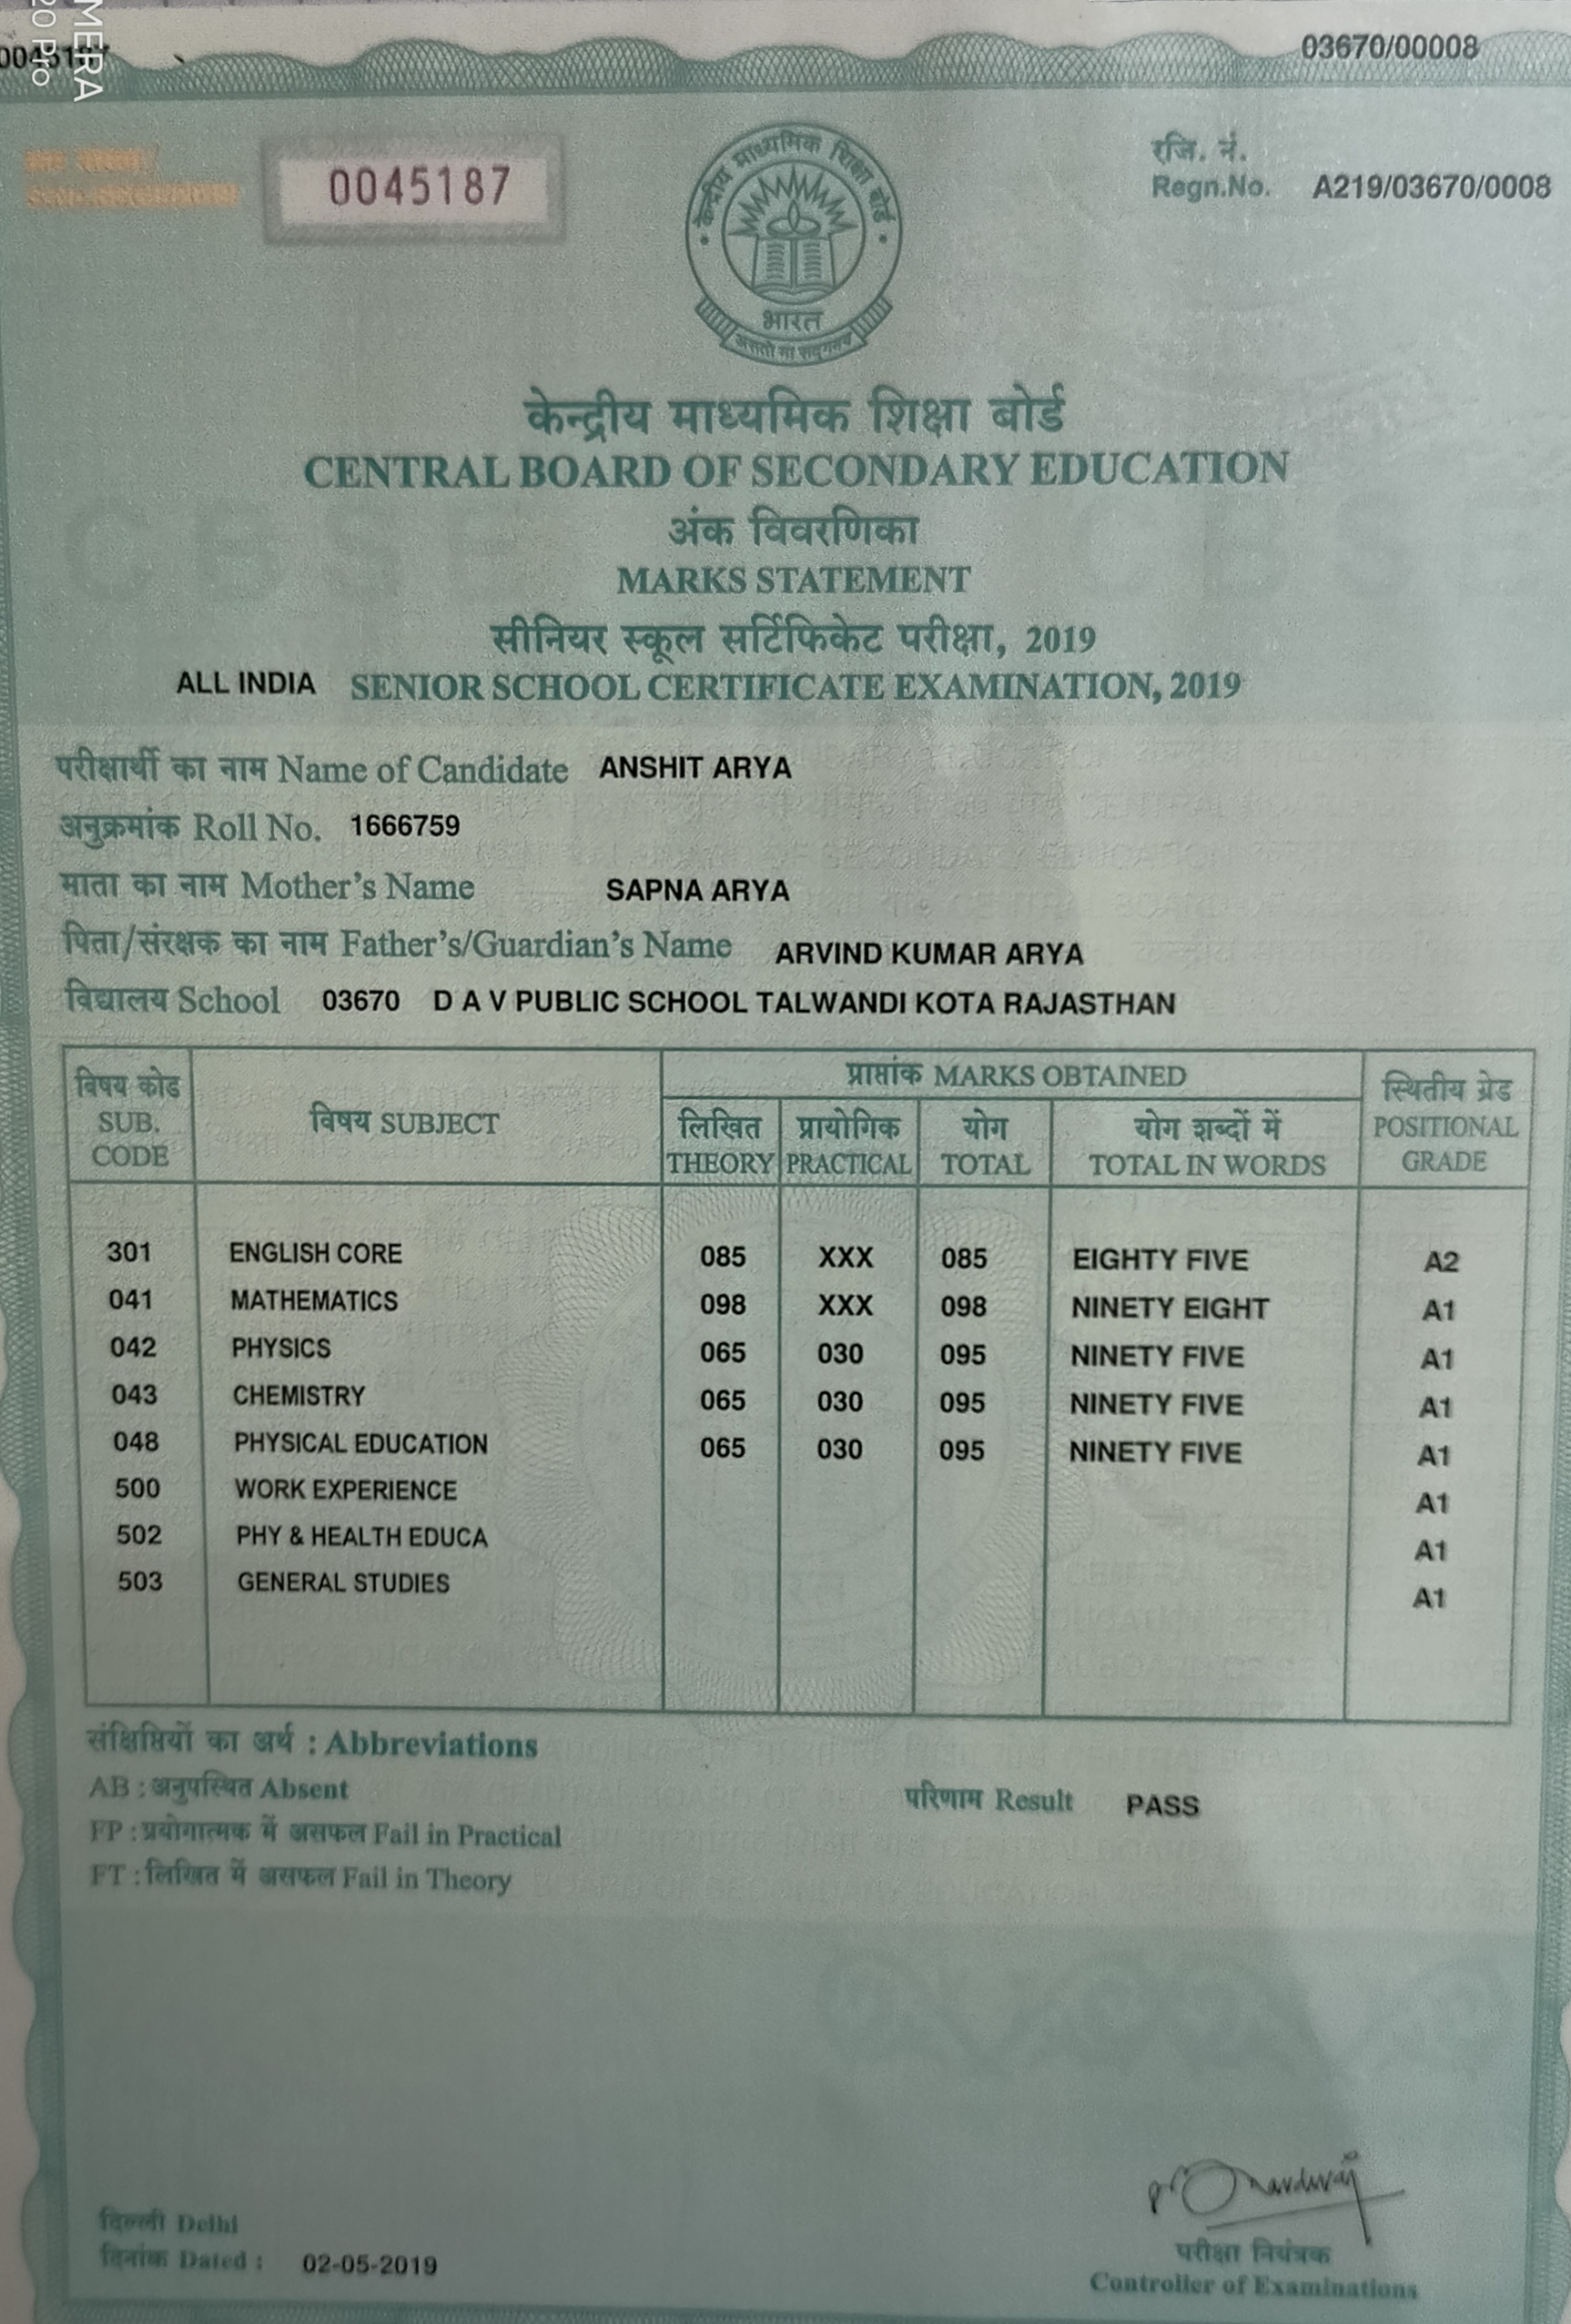 MERA
20 Pro
03670/00008
0045187
रजि. नं.
Regn.No. A219/03670/0008
केन्द्रीय माध्यमिक शिक्षा बोर्ड
भारत
असतो मा सद्गमय
केन्द्रीय माध्यमिक शिक्षा बोर्ड
CENTRAL BOARD OF SECONDARY EDUCATION
अंक विवरणिका
MARKS STATEMENT
सीनियर स्कूल सर्टिफिकेट परीक्षा, 2019
ALL INDIA SENIOR SCHOOL CERTIFICATE EXAMINATION, 2019
परीक्षार्थी का नाम Name of Candidate ANSHIT ARYA
अनुक्रमांक Roll No. 1666759
माता का नाम Mother's Name SAPNA ARYA
पिता/संरक्षक का नाम Father's/Guardian's Name ARVIND KUMAR ARYA
विद्यालय School 03670 D A V PUBLIC SCHOOL TALWANDI KOTA RAJASTHAN
विषय कोड SUB. CODE विषय SUBJECT प्राप्तांक MARKS OBTAINED स्थितीय ग्रेड POSITIONAL GRADE
लिखित THEORY प्रायोगिक PRACTICAL योग TOTAL योग शब्दों में TOTAL IN WORDS
301 ENGLISH CORE 085 XXX 085 EIGHTY FIVE A2
041 MATHEMATICS 098 XXX 098 NINETY EIGHT A1
042 PHYSICS 065 030 095 NINETY FIVE A1
043 CHEMISTRY 065 030 095 NINETY FIVE A1
048 PHYSICAL EDUCATION 065 030 095 NINETY FIVE A1
500 WORK EXPERIENCE A1
502 PHY & HEALTH EDUCA A1
503 GENERAL STUDIES A1
संक्षिप्तियों का अर्थ : Abbreviations
AB : अनुपस्थित Absent
परिणाम Result PASS
FP : प्रयोगात्मक में असफल Fail in Practical
FT : लिखित में असफल Fail in Theory
दिल्ली Delhi
दिनांक Dated : 02-05-2019
परीक्षा नियंत्रक
Controller of Examinations